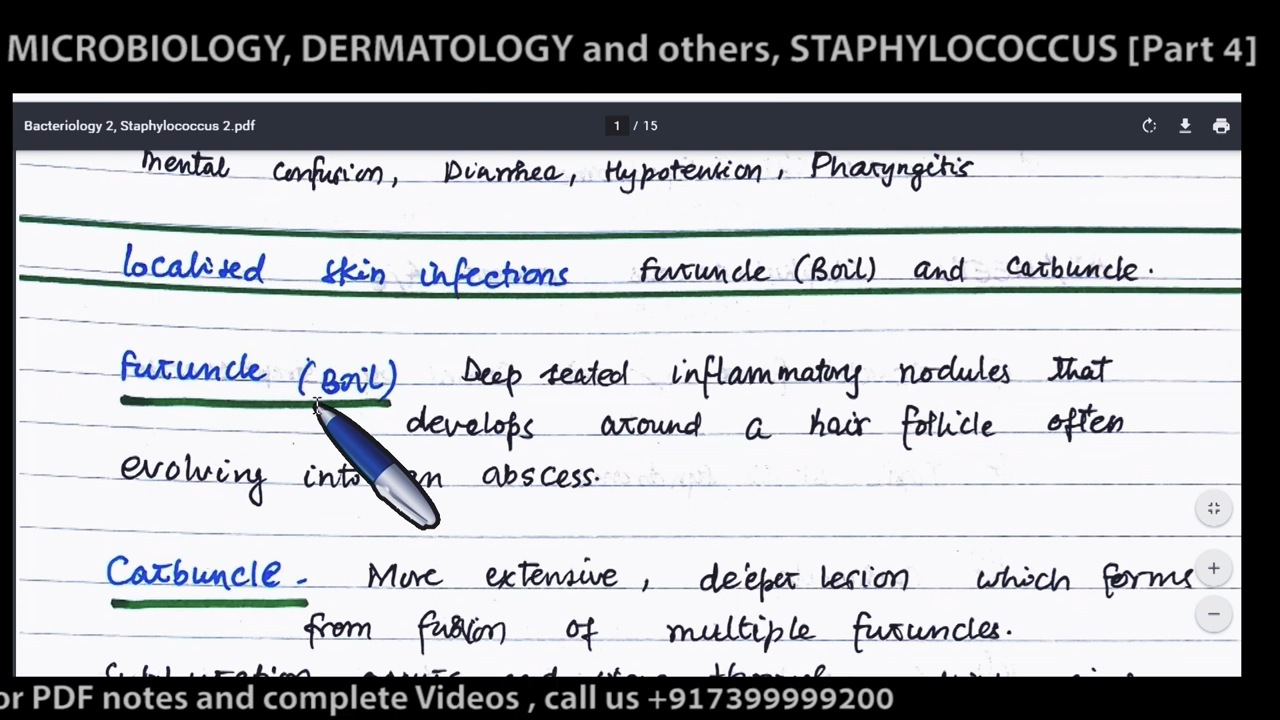 MICROBIOLOGY, DERMATOLOGY and others, STAPHYLOCOCCUS [Part 4]
Bacteriology 2, Staphylococcus 2.pdf 1 / 15
Mental Confusion, Diarrhea, Hypotension, Pharyngitis
localised skin infections furuncle (Boil) and Carbuncle.
furuncle (Boil) Deep seated inflammatory nodules that
develops around a hair follicle often
evolving into an abscess.
Carbuncle - More extensive, deeper lesion which forms
from fusion of multiple furuncles.
or PDF notes and complete Videos , call us +917399999200